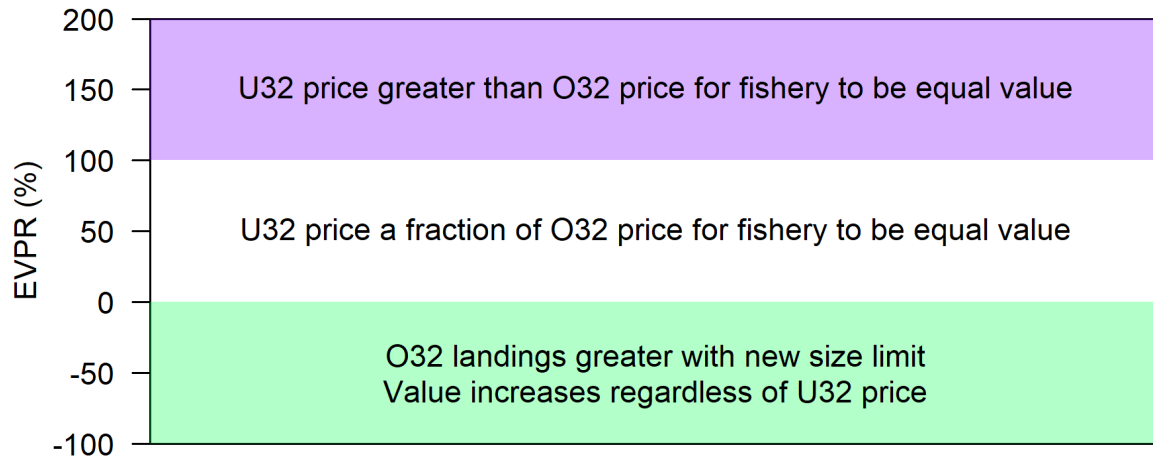 200
150
100
50
0
-50
-100
EVPR (%)
U32 price greater than O32 price for fishery to be equal value
U32 price a fraction of O32 price for fishery to be equal value
O32 landings greater with new size limit
Value increases regardless of U32 price